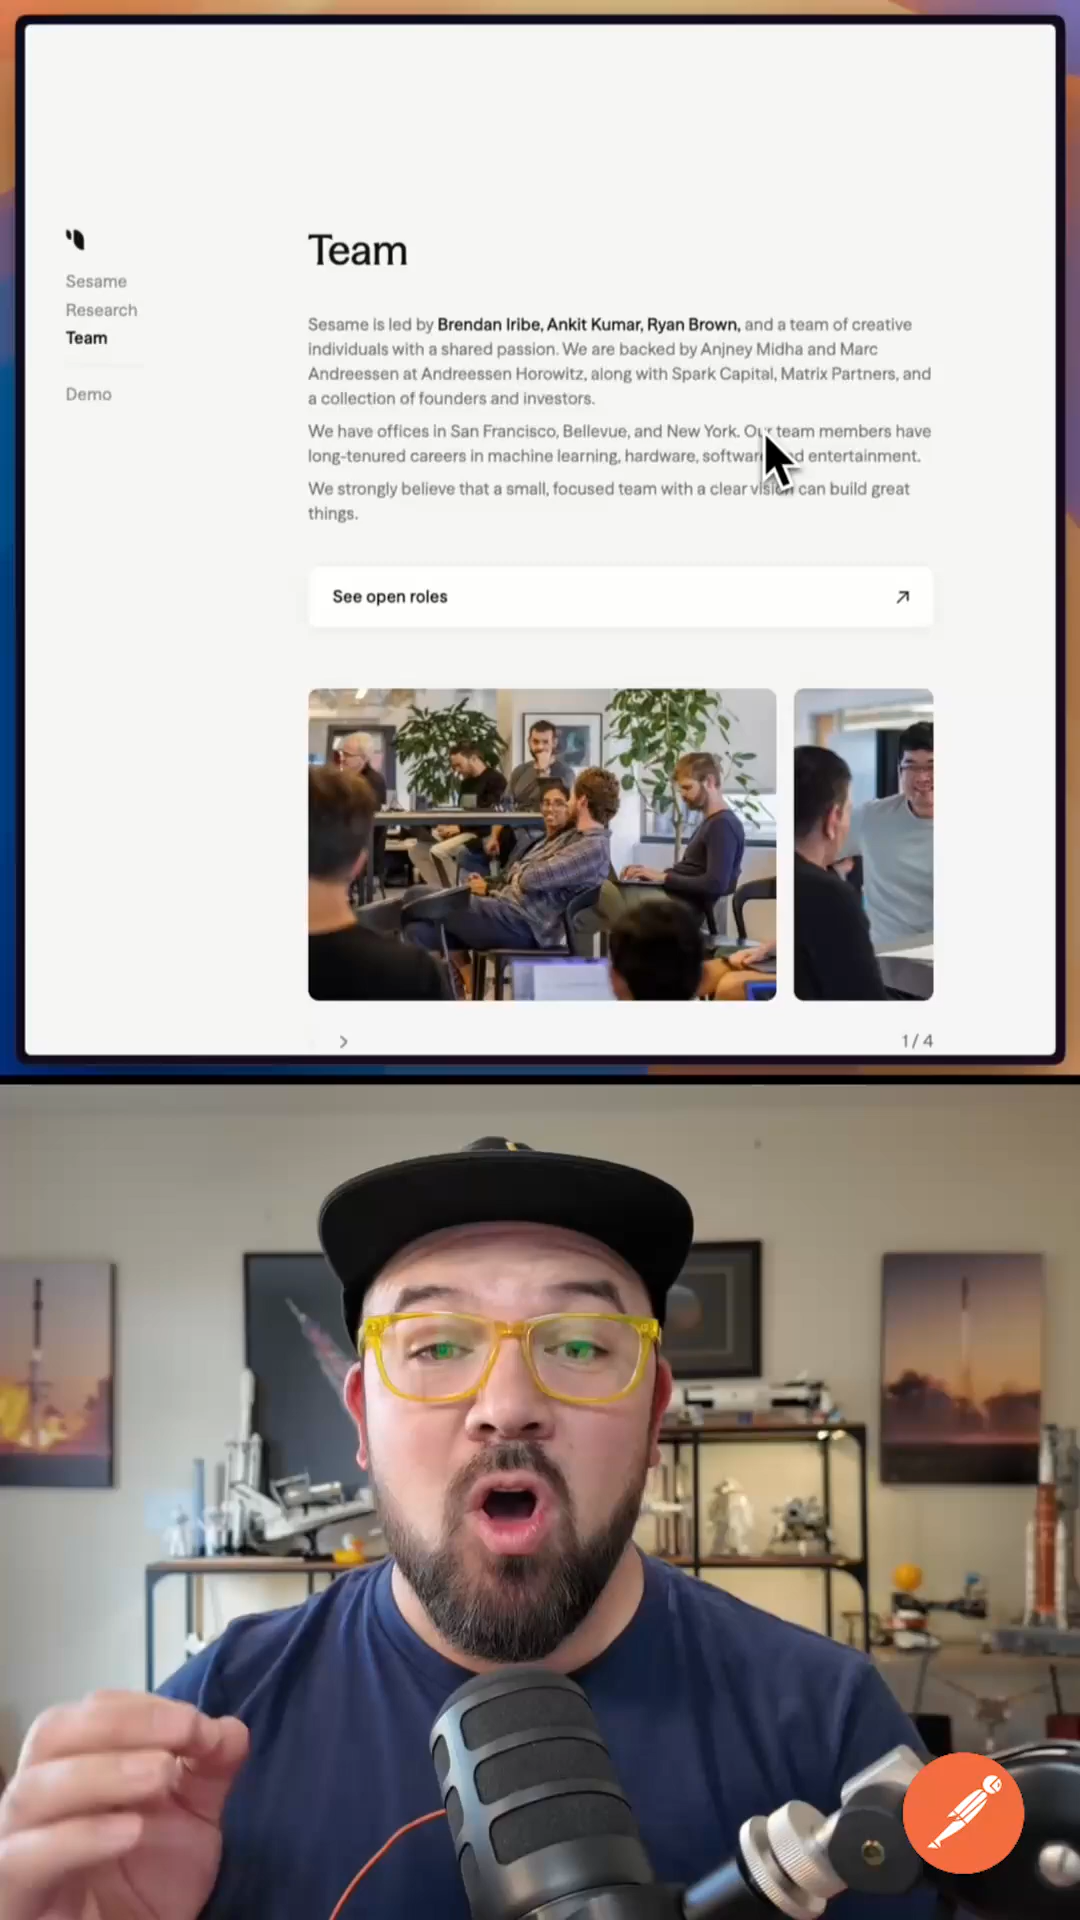 Sesame
Research
Team
Demo
Team
Sesame is led by Brendan Iribe, Ankit Kumar, Ryan Brown, and a team of creative
individuals with a shared passion. We are backed by Anjney Midha and Marc
Andreessen at Andreessen Horowitz, along with Spark Capital, Matrix Partners, and
a collection of founders and investors.
We have offices in San Francisco, Bellevue, and New York. Our team members have
long-tenured careers in machine learning, hardware, software, and entertainment.
We strongly believe that a small, focused team with a clear vision can build great
things.
See open roles
1 / 4